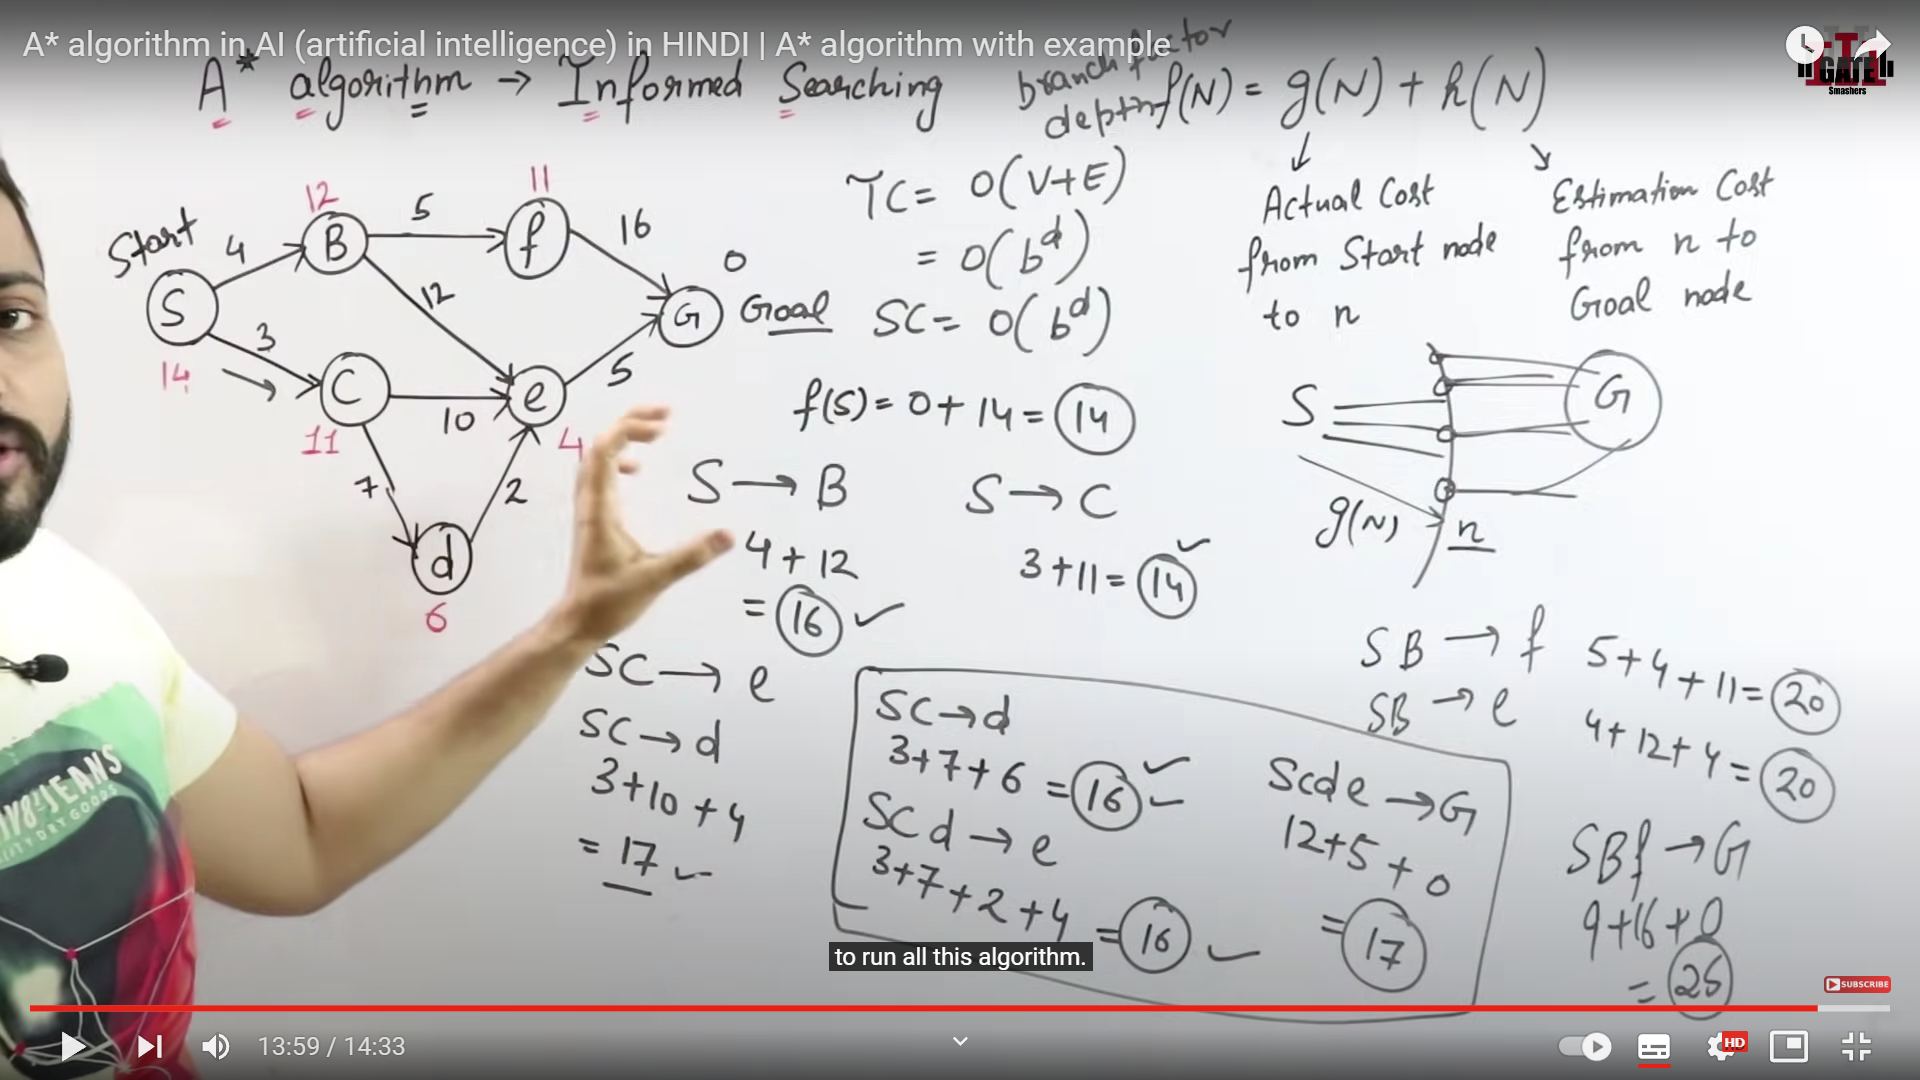 A* algorithm in AI (artificial intelligence) in HINDI | A* algorithm with example
A* algorithm → Informed Searching
branch factor
depth
f(N) = g(N) + h(N)
GATE
Smashers
Actual Cost
from Start node
to n
Estimation Cost
from n to
Goal node
TC = O(V+E)
= O(b^d)
SC = O(b^d)
Start
S
14
4
3
12
B
5
11
f
16
0
G
Goal
12
C
11
10
e
4
5
7
2
d
6
f(S) = 0 + 14 = 14
S → B
4 + 12
= 16 ✓
S → C
3 + 11 = 14 ✓
S
G
g(N)
n
SC → e
SC → d
3 + 10 + 4
= 17 ✓
SC → d
3+7+6 = 16 ✓ ✓
SCd → e
3+7+2+4 = 16 ✓
Scde → G
12+5+0
= 17
SB → f 5+4+11 = 20
SB → e 4+12+4 = 20
SBf → G
9+16+0
= 25
JEANS
DRY GOODS
to run all this algorithm.
SUBSCRIBE
13:59 / 14:33
HD